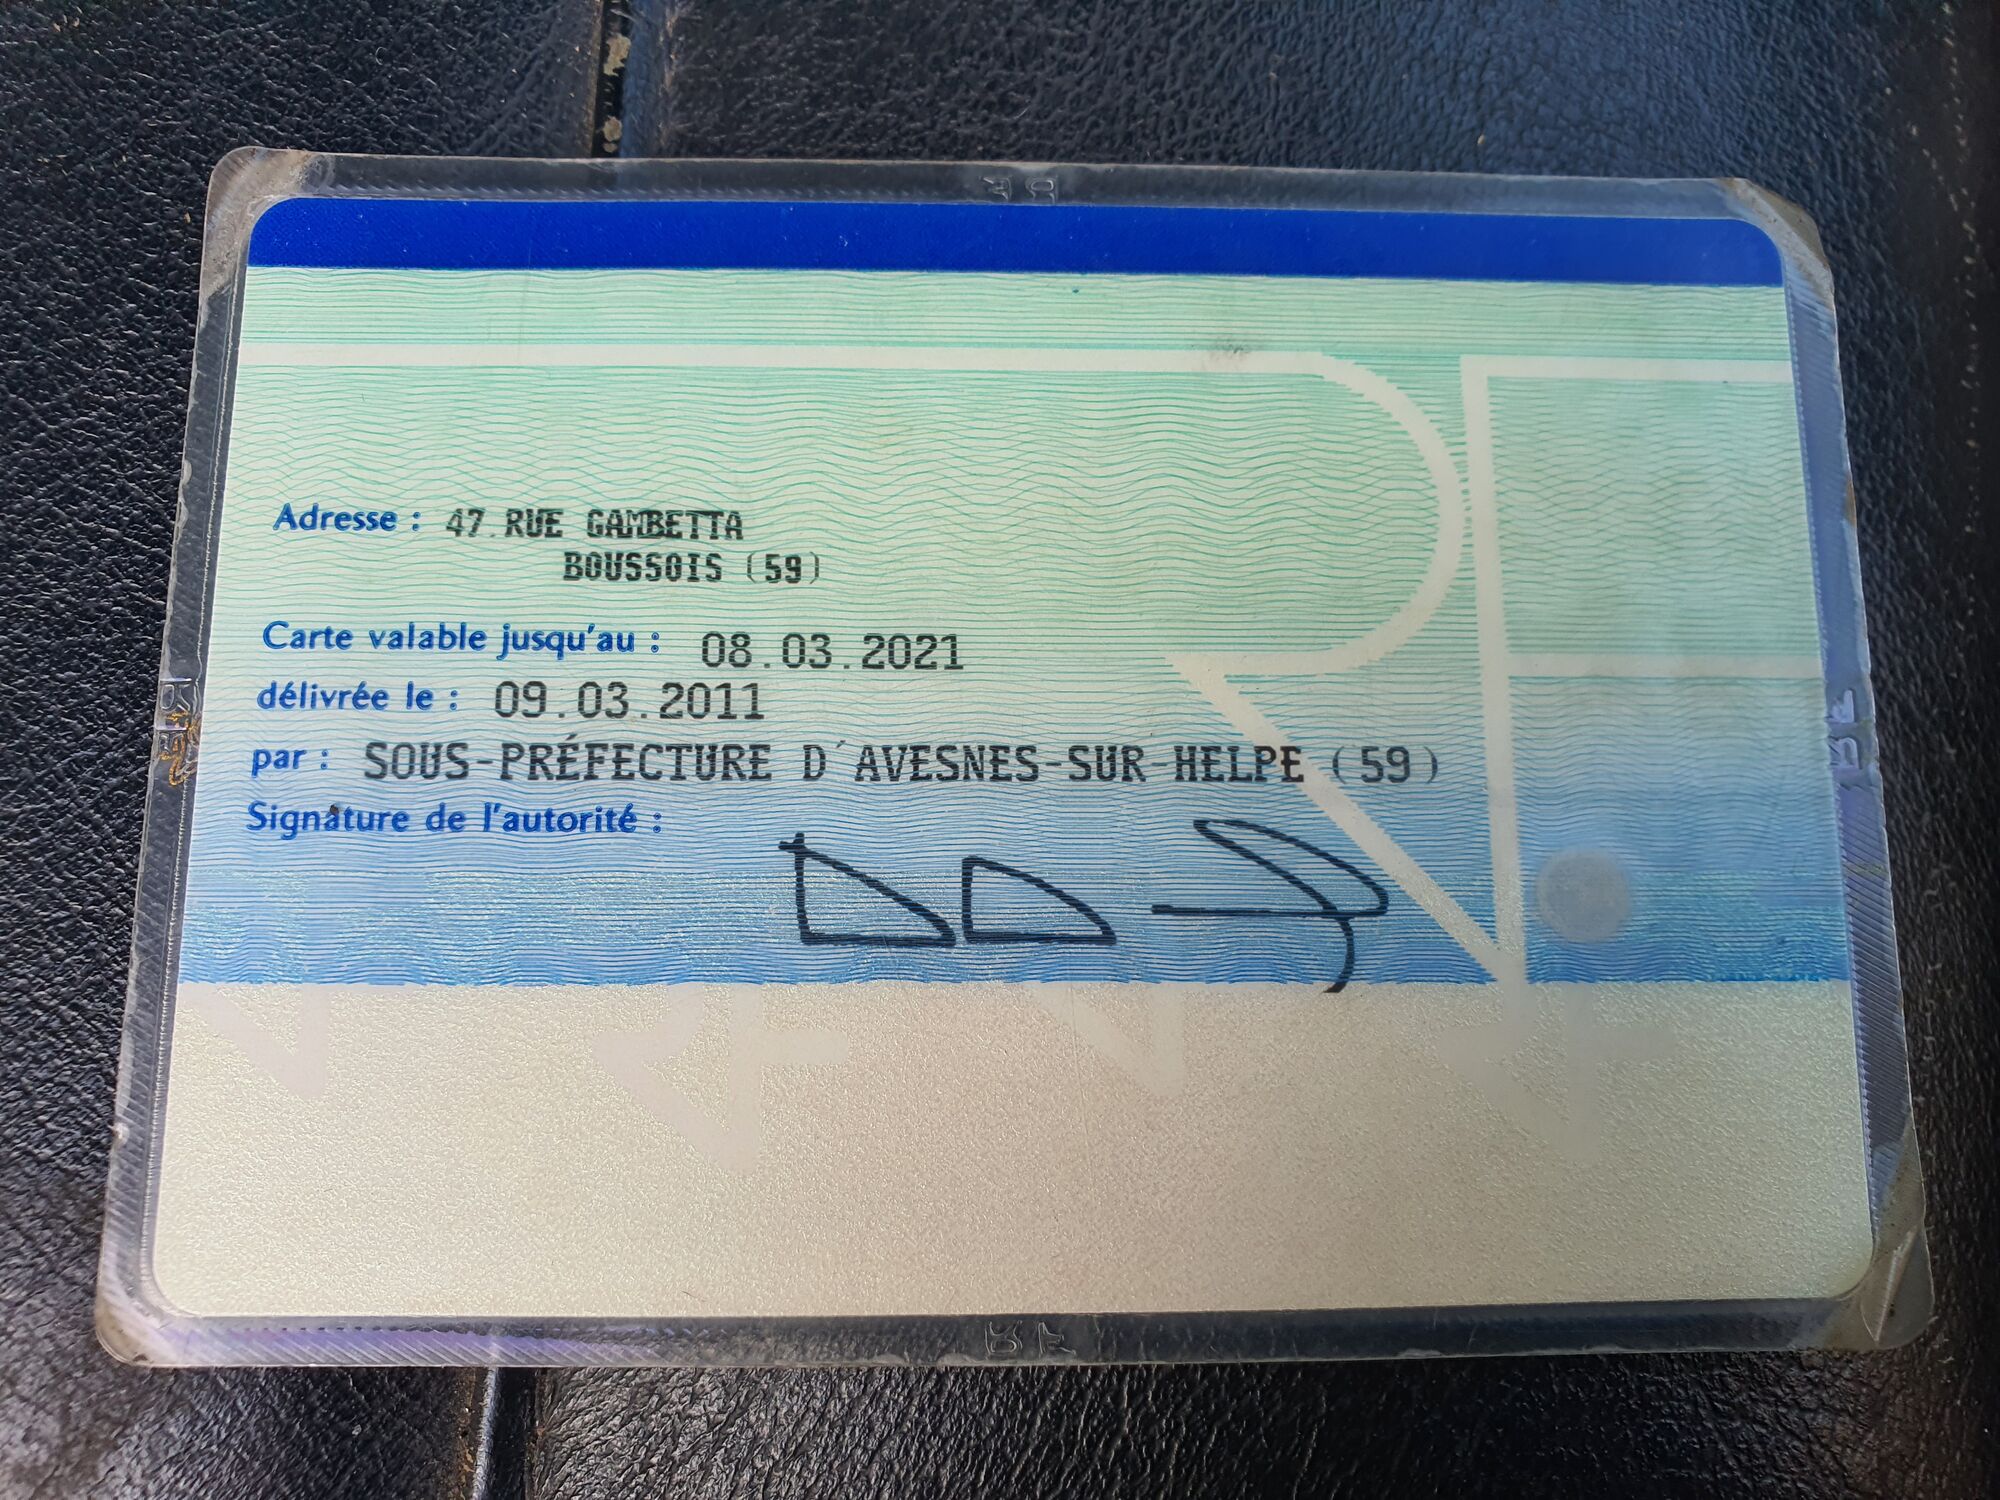 Adresse : 47.RUE GAMBETTA
BOUSSOIS (59)
Carte valable jusqu'au : 08.03.2021
délivrée le : 09.03.2011
par : SOUS-PRÉFECTURE D´AVESNES-SUR-HELPE (59)
Signature de l'autorité :
RF